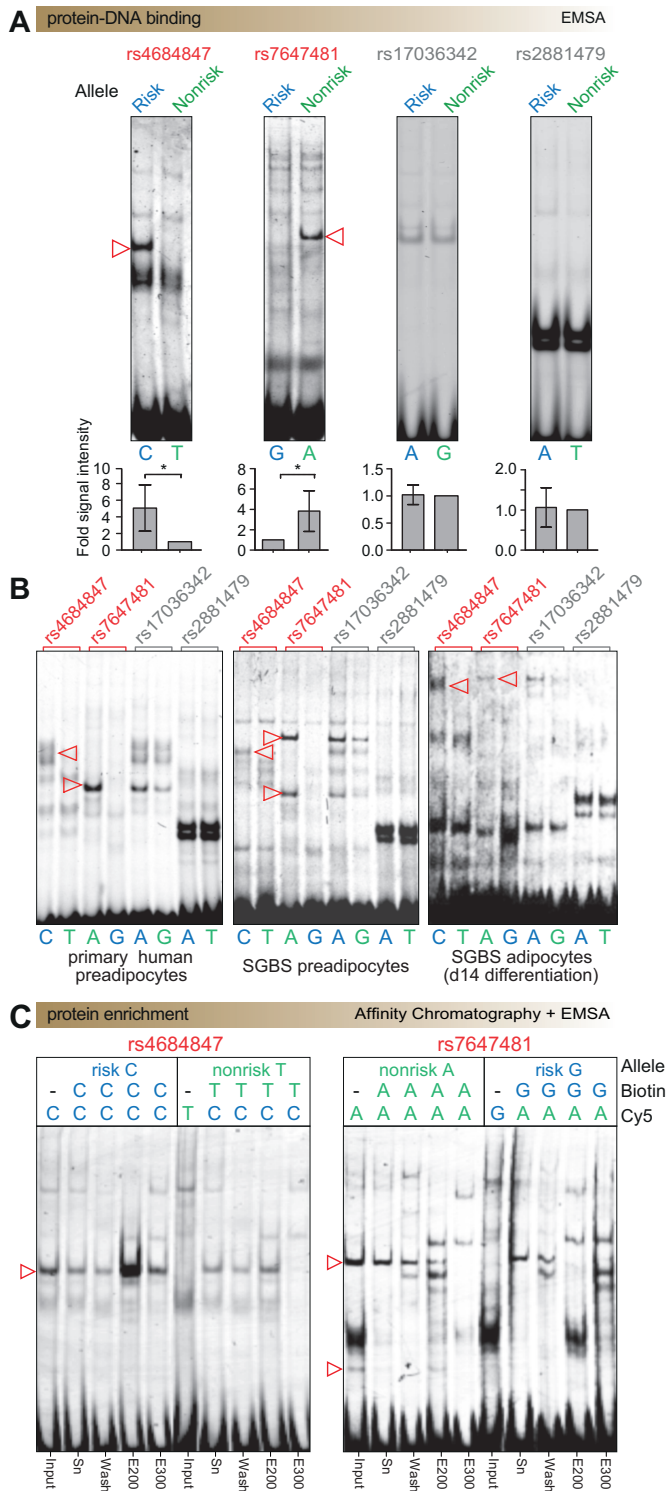 A protein-DNA binding EMSA
rs4684847 rs7647481 rs17036342 rs2881479
Allele Risk Nonrisk Risk Nonrisk Risk Nonrisk Risk Nonrisk
C T G A A G A T
Fold signal intensity
10 8 6 4 2 0 * 8 6 4 2 0 * 1.5 1.0 0.5 0.0 2.0 1.0 0.0
B
rs4684847 rs7647481 rs17036342 rs2881479 rs4684847 rs7647481 rs17036342 rs2881479 rs4684847 rs7647481 rs17036342 rs2881479
C T A G A G A T C T A G A G A T C T A G A G A T
primary human preadipocytes
SGBS preadipocytes
SGBS adipocytes (d14 differentiation)
C protein enrichment Affinity Chromatography + EMSA
rs4684847 rs7647481
risk C nonrisk T nonrisk A risk G Allele
- C C C C - T T T T - A A A A - G G G G Biotin
C C C C C T C C C C A A A A A G A A A A Cy5
Input Sn Wash E200 E300 Input Sn Wash E200 E300 Input Sn Wash E200 E300 Input Sn Wash E200 E300